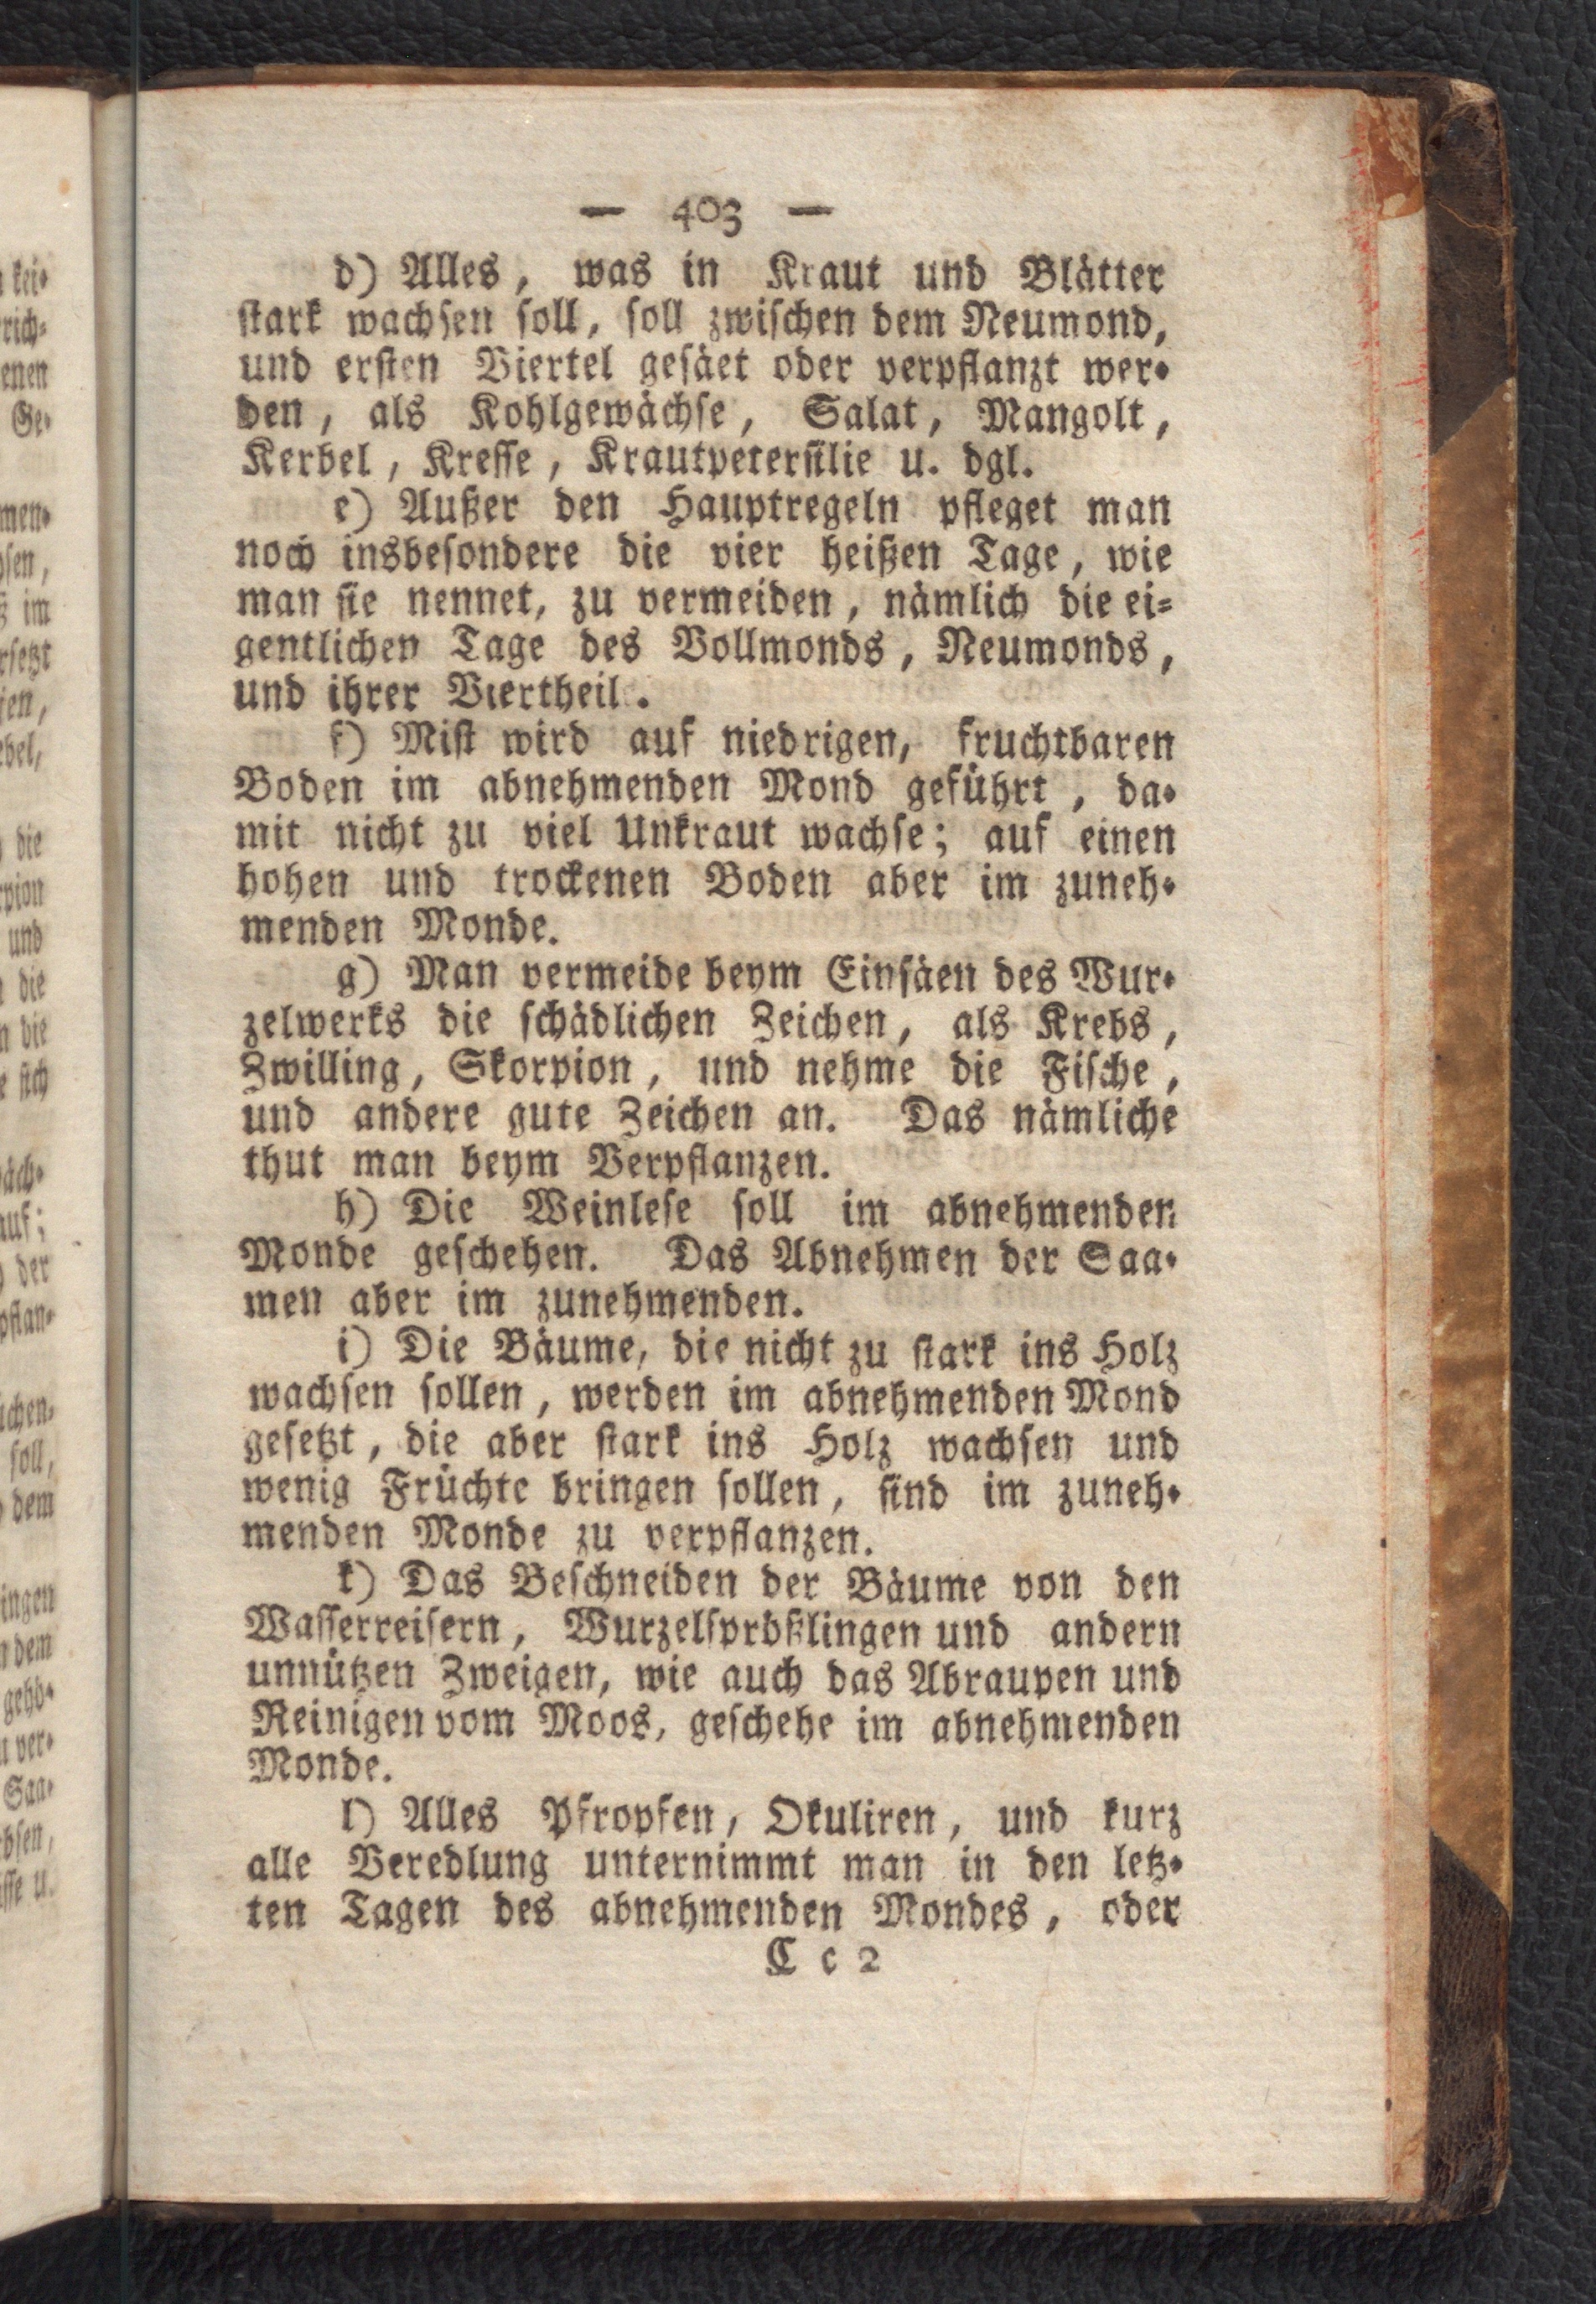 — 403 —
d) Alles, was in Kraut und Blätter
stark wachsen soll, soll zwischen dem Neumond,
und ersten Viertel gesäet oder verpflanzt wer-
den, als Kohlgewächse, Salat, Mangolt,
Kerbel, Kresse, Krautpetersilie u. dgl.
e) Außer den Hauptregeln pfleget man
noch insbesondere die vier heißen Tage, wie
man sie nennet, zu vermeiden, nämlich die ei-
gentlichen Tage des Vollmonds, Neumonds,
und ihrer Viertheil.
f) Mist wird auf niedrigen, fruchtbaren
Boden im abnehmenden Mond geführt, da-
mit nicht zu viel Unkraut wachse; auf einen
hohen und trockenen Boden aber im zuneh-
menden Monde.
g) Man vermeide beym Einsäen des Wur-
zelwerks die schädlichen Zeichen, als Krebs,
Zwilling, Skorpion, und nehme die Fische,
und andere gute Zeichen an. Das nämliche
thut man beym Verpflanzen.
h) Die Weinlese soll im abnehmenden
Monde geschehen. Das Abnehmen der Saa-
men aber im zunehmenden.
i) Die Bäume, die nicht zu stark ins Holz
wachsen sollen, werden im abnehmenden Mond
gesetzt, die aber stark ins Holz wachsen und
wenig Früchte bringen sollen, sind im zuneh-
menden Monde zu verpflanzen.
k) Das Beschneiden der Bäume von den
Wasserreisern, Wurzelsprößlingen und andern
unnützen Zweigen, wie auch das Abraupen und
Reinigen vom Moos, geschehe im abnehmenden
Monde.
l) Alles Pfropfen, Okuliren, und kurz
alle Veredlung unternimmt man in den letz-
ten Tagen des abnehmenden Mondes, oder
C c 2